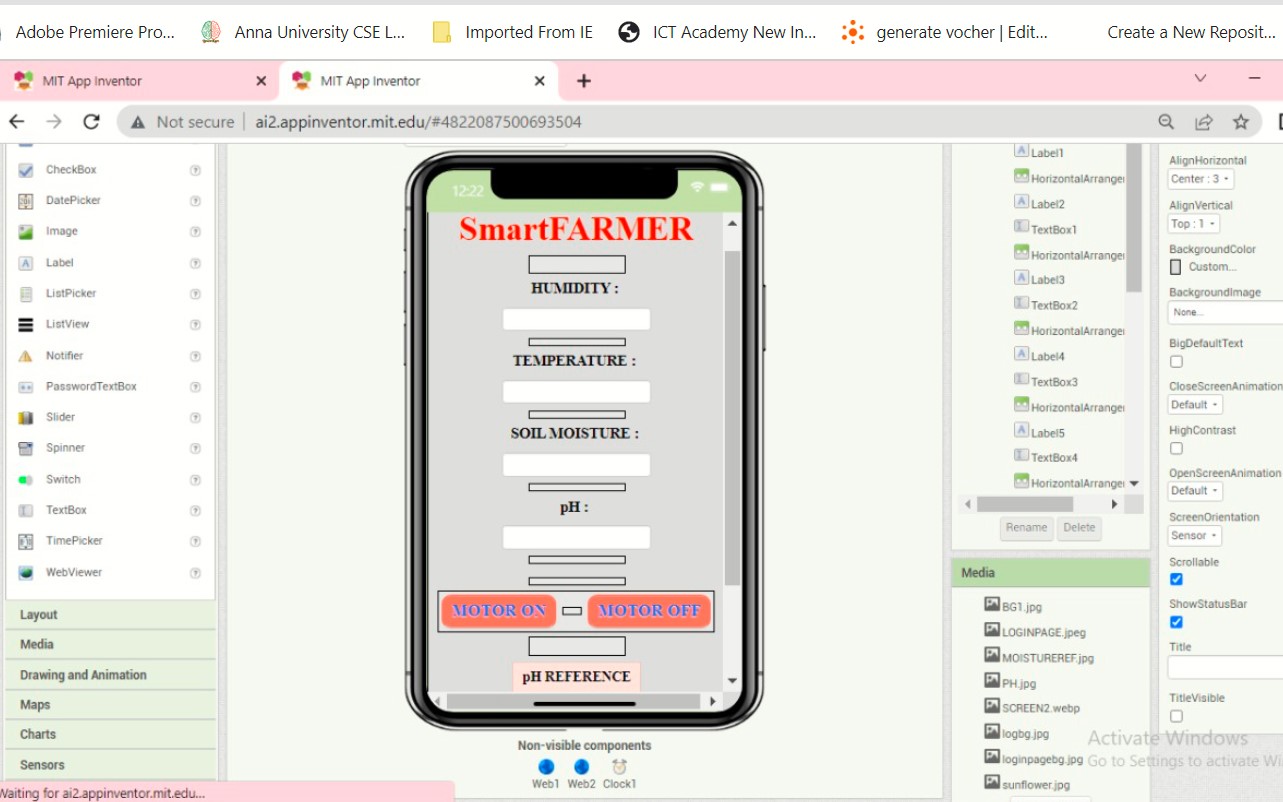 Adobe Premiere Pro... Anna University CSE L... Imported From IE ICT Academy New In... generate vocher | Edit... Create a New Reposit...
MIT App Inventor MIT App Inventor
Not secure ai2.appinventor.mit.edu/#4822087500693504
CheckBox
DatePicker
Image
Label
ListPicker
ListView
Notifier
PasswordTextBox
Slider
Spinner
Switch
TextBox
TimePicker
WebViewer
Layout
Media
Drawing and Animation
Maps
Charts
Sensors
Waiting for ai2.appinventor.mit.edu...
12:22
SmartFARMER
HUMIDITY :
TEMPERATURE :
SOIL MOISTURE :
pH :
MOTOR ON MOTOR OFF
pH REFERENCE
Non-visible components
Web1 Web2 Clock1
Label1
HorizontalArranger
Label2
TextBox1
HorizontalArranger
Label3
TextBox2
HorizontalArranger
Label4
TextBox3
HorizontalArranger
Label5
TextBox4
HorizontalArranger
Rename Delete
Media
BG1.jpg
LOGINPAGE.jpeg
MOISTUREREF.jpg
PH.jpg
SCREEN2.webp
logbg.jpg
loginpagebg.jpg
sunflower.jpg
AlignHorizontal
Center : 3
AlignVertical
Top : 1
BackgroundColor
Custom...
BackgroundImage
None...
BigDefaultText
CloseScreenAnimation
Default
HighContrast
OpenScreenAnimation
Default
ScreenOrientation
Sensor
Scrollable
ShowStatusBar
Title
TitleVisible
Activate Windows
Go to Settings to activate Wi